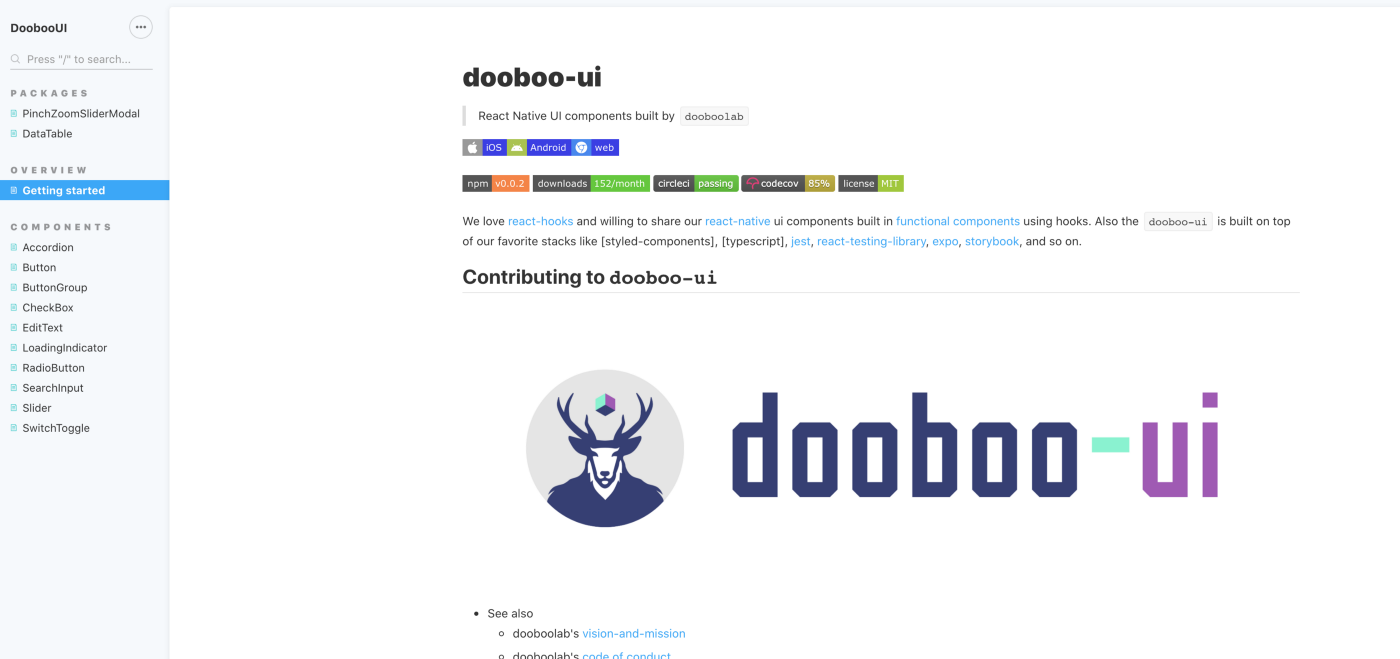 DoobooUI
Press "/" to search...
PACKAGES
PinchZoomSliderModal
DataTable
OVERVIEW
Getting started
COMPONENTS
Accordion
Button
ButtonGroup
CheckBox
EditText
LoadingIndicator
RadioButton
SearchInput
Slider
SwitchToggle
dooboo-ui
React Native UI components built by dooboolab
iOS Android web
npm v0.0.2 downloads 152/month circleci passing codecov 85% license MIT
We love react-hooks and willing to share our react-native ui components built in functional components using hooks. Also the dooboo-ui is built on top
of our favorite stacks like [styled-components], [typescript], jest, react-testing-library, expo, storybook, and so on.
Contributing to dooboo-ui
dooboo-ui
• See also
dooboolab's vision-and-mission
dooboolab's code of conduct